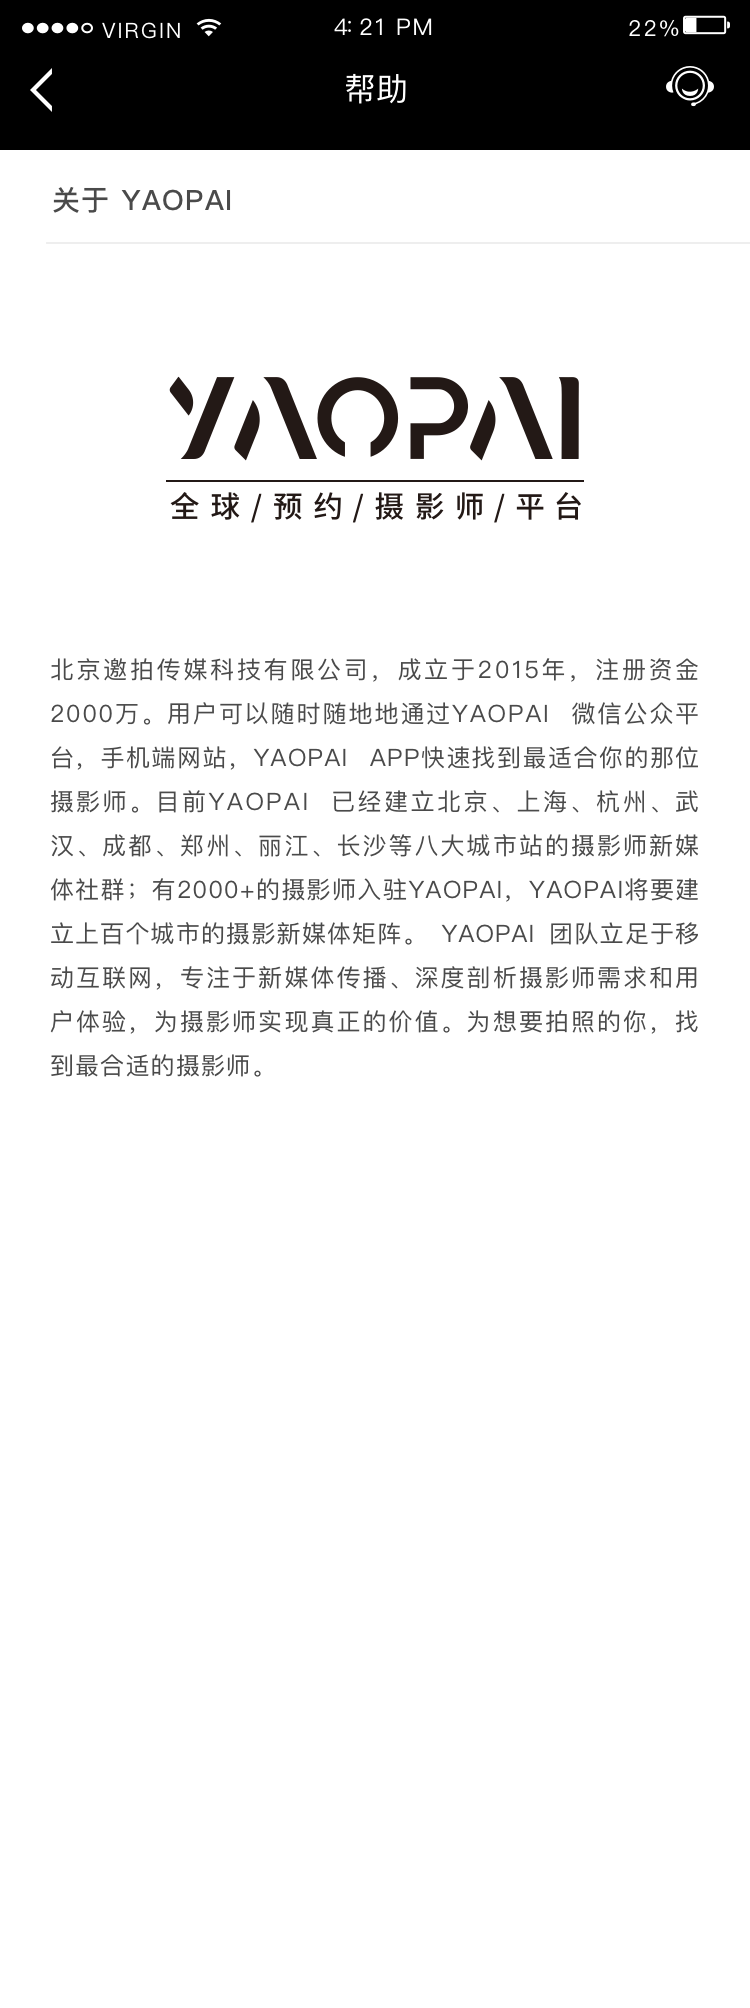 VIRGIN 4: 21 PM 22%
帮助
关于 YAOPAI
YAOPAI
全球/预约/摄影师/平台
北京邀拍传媒科技有限公司，成立于2015年，注册资金
2000万。用户可以随时随地地通过YAOPAI 微信公众平
台，手机端网站，YAOPAI APP快速找到最适合你的那位
摄影师。目前YAOPAI 已经建立北京、上海、杭州、武
汉、成都、郑州、丽江、长沙等八大城市站的摄影师新媒
体社群；有2000+的摄影师入驻YAOPAI，YAOPAI将要建
立上百个城市的摄影新媒体矩阵。 YAOPAI 团队立足于移
动互联网，专注于新媒体传播、深度剖析摄影师需求和用
户体验，为摄影师实现真正的价值。为想要拍照的你，找
到最合适的摄影师。